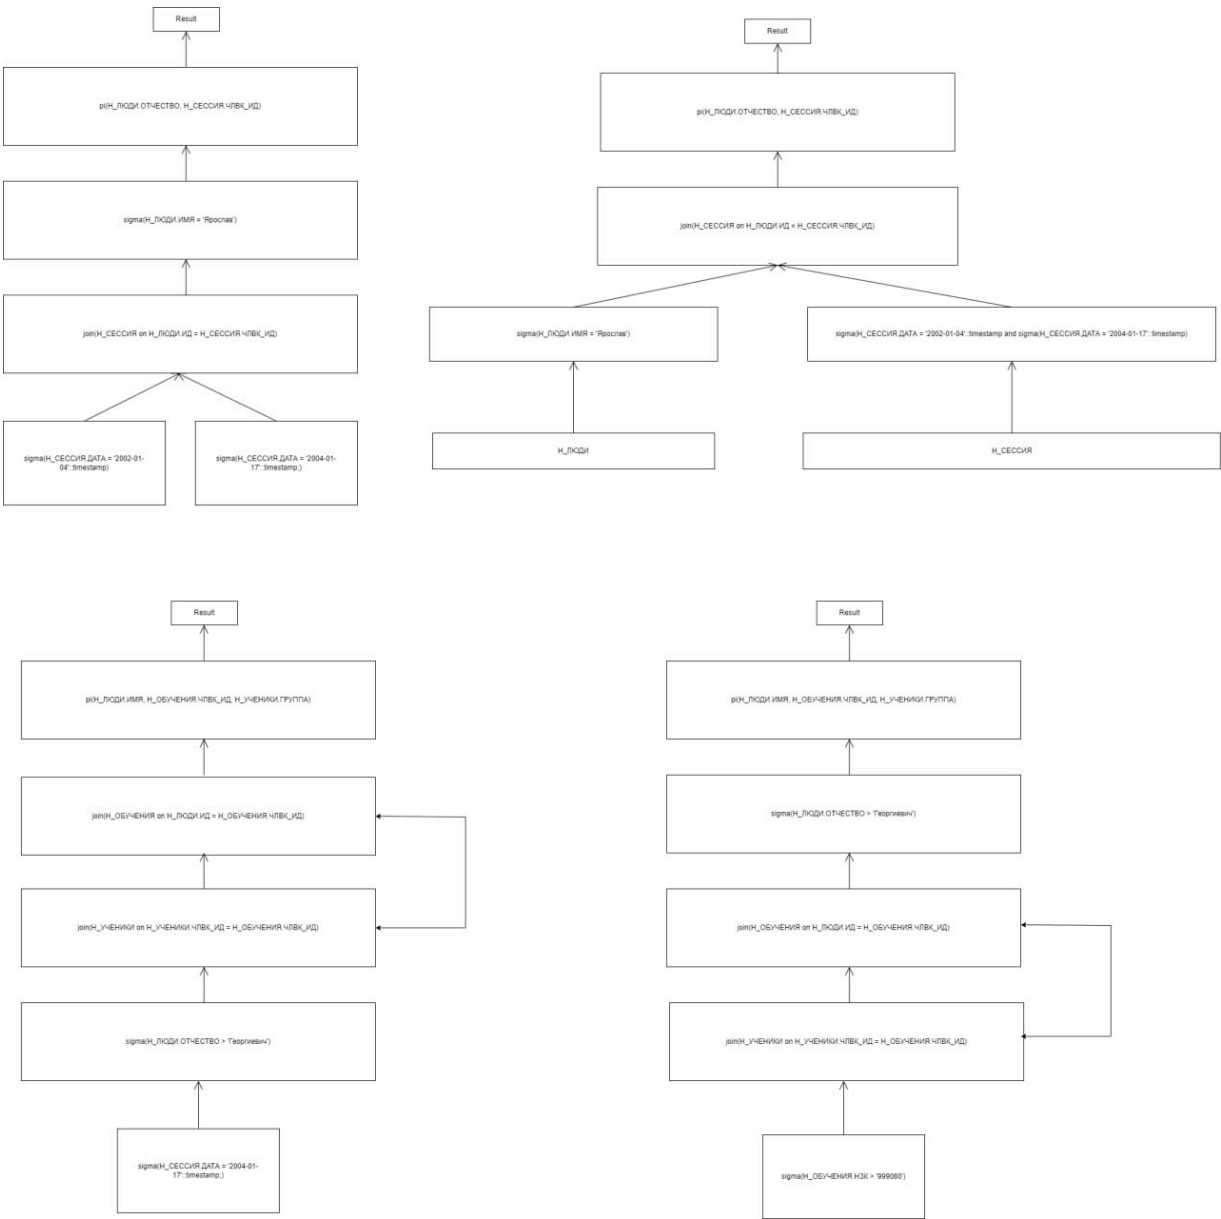 Result
pi(Н_ЛЮДИ.ОТЧЕСТВО, Н_СЕССИЯ.ЧЛВК_ИД)
sigma(Н_ЛЮДИ.ИМЯ = 'Ярослав')
join(Н_СЕССИЯ on Н_ЛЮДИ.ИД = Н_СЕССИЯ.ЧЛВК_ИД)
sigma(Н_СЕССИЯ.ДАТА = '2002-01-
04'::timestamp)
sigma(Н_СЕССИЯ.ДАТА = '2004-01-
17'::timestamp;)
Result
pi(Н_ЛЮДИ.ОТЧЕСТВО, Н_СЕССИЯ.ЧЛВК_ИД)
join(Н_СЕССИЯ on Н_ЛЮДИ.ИД = Н_СЕССИЯ.ЧЛВК_ИД)
sigma(Н_ЛЮДИ.ИМЯ = 'Ярослав')
sigma(Н_СЕССИЯ.ДАТА = '2002-01-04'::timestamp and sigma(Н_СЕССИЯ.ДАТА = '2004-01-17'::timestamp)
Н_ЛЮДИ
Н_СЕССИЯ
Result
pi(Н_ЛЮДИ.ИМЯ, Н_ОБУЧЕНИЯ.ЧЛВК_ИД, Н_УЧЕНИКИ.ГРУППА)
join(Н_ОБУЧЕНИЯ on Н_ЛЮДИ.ИД = Н_ОБУЧЕНИЯ.ЧЛВК_ИД)
join(Н_УЧЕНИКИ on Н_УЧЕНИКИ.ЧЛВК_ИД = Н_ОБУЧЕНИЯ.ЧЛВК_ИД)
sigma(Н_ЛЮДИ.ОТЧЕСТВО > 'Георгиевич')
sigma(Н_СЕССИЯ.ДАТА = '2004-01-
17'::timestamp;)
Result
pi(Н_ЛЮДИ.ИМЯ, Н_ОБУЧЕНИЯ.ЧЛВК_ИД, Н_УЧЕНИКИ.ГРУППА)
sigma(Н_ЛЮДИ.ОТЧЕСТВО > 'Георгиевич')
join(Н_ОБУЧЕНИЯ on Н_ЛЮДИ.ИД = Н_ОБУЧЕНИЯ.ЧЛВК_ИД)
join(Н_УЧЕНИКИ on Н_УЧЕНИКИ.ЧЛВК_ИД = Н_ОБУЧЕНИЯ.ЧЛВК_ИД)
sigma(Н_ОБУЧЕНИЯ.НЗК > '999080')